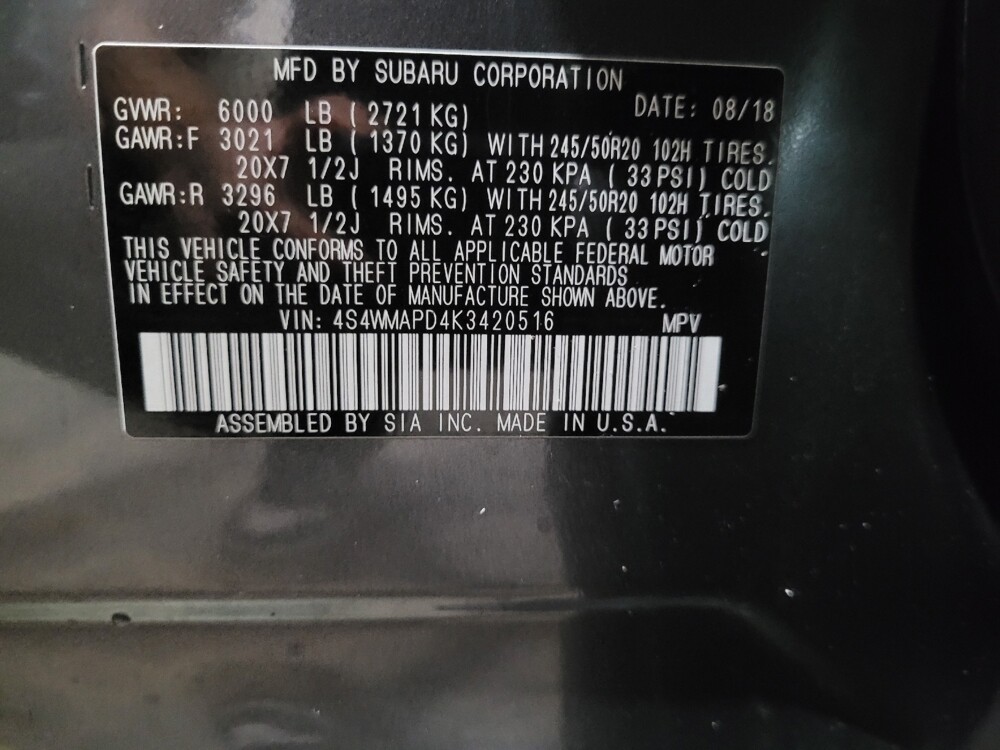 MFD BY SUBARU CORPORATION
GVWR: 6000 LB ( 2721 KG) DATE: 08/18
GAWR:F 3021 LB ( 1370 KG) WITH 245/50R20 102H TIRES.
20X7 1/2J RIMS. AT 230 KPA ( 33 PSI) COLD
GAWR:R 3296 LB ( 1495 KG) WITH 245/50R20 102H TIRES.
20X7 1/2J RIMS. AT 230 KPA ( 33 PSI) COLD
THIS VEHICLE CONFORMS TO ALL APPLICABLE FEDERAL MOTOR
VEHICLE SAFETY AND THEFT PREVENTION STANDARDS
IN EFFECT ON THE DATE OF MANUFACTURE SHOWN ABOVE.
VIN: 4S4WMAPD4K3420516 MPV
ASSEMBLED BY SIA INC. MADE IN U.S.A.